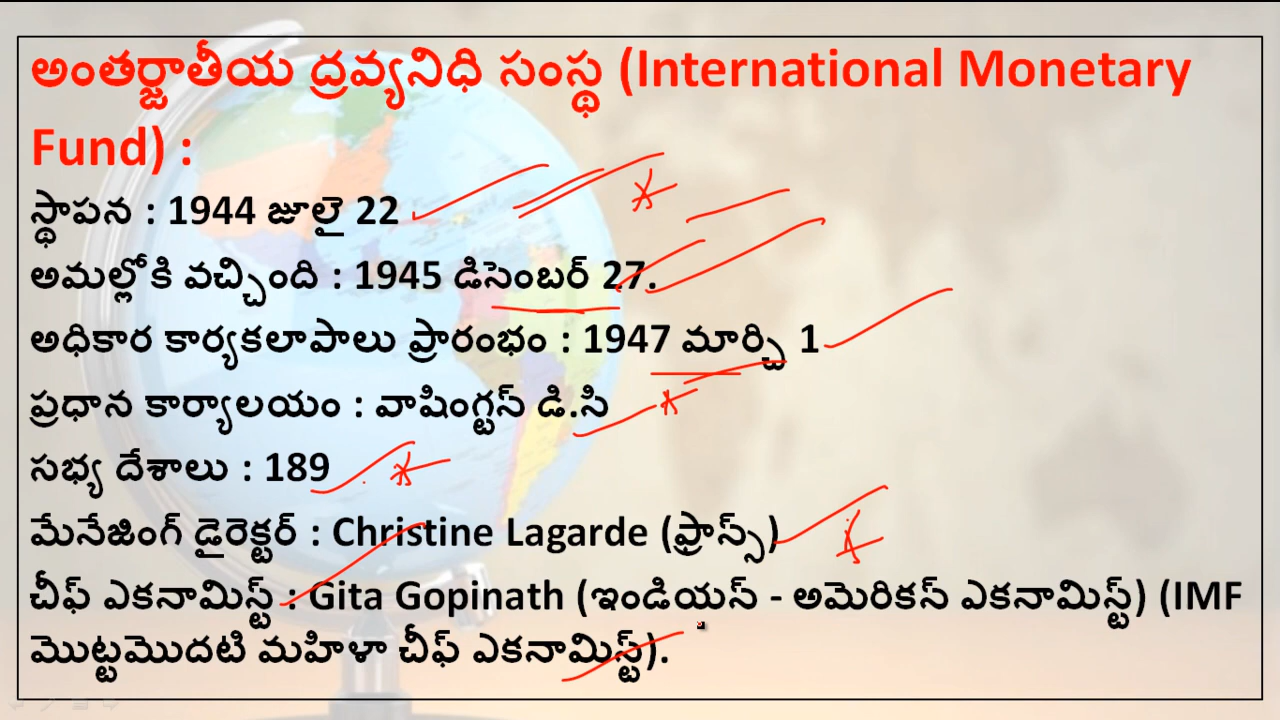 అంతర్జాతీయ ద్రవ్యనిధి సంస్థ (International Monetary
Fund) :
స్థాపన : 1944 జూలై 22
అమల్లోకి వచ్చింది : 1945 డిసెంబర్ 27.
అధికార కార్యకలాపాలు ప్రారంభం : 1947 మార్చి 1
ప్రధాన కార్యాలయం : వాషింగ్టన్ డి.సి
సభ్య దేశాలు : 189
మేనేజింగ్ డైరెక్టర్ : Christine Lagarde (ఫ్రాన్స్)
చీఫ్ ఎకనామిస్ట్ : Gita Gopinath (ఇండియన్ - అమెరికన్ ఎకనామిస్ట్) (IMF
మొట్టమొదటి మహిళా చీఫ్ ఎకనామిస్ట్).